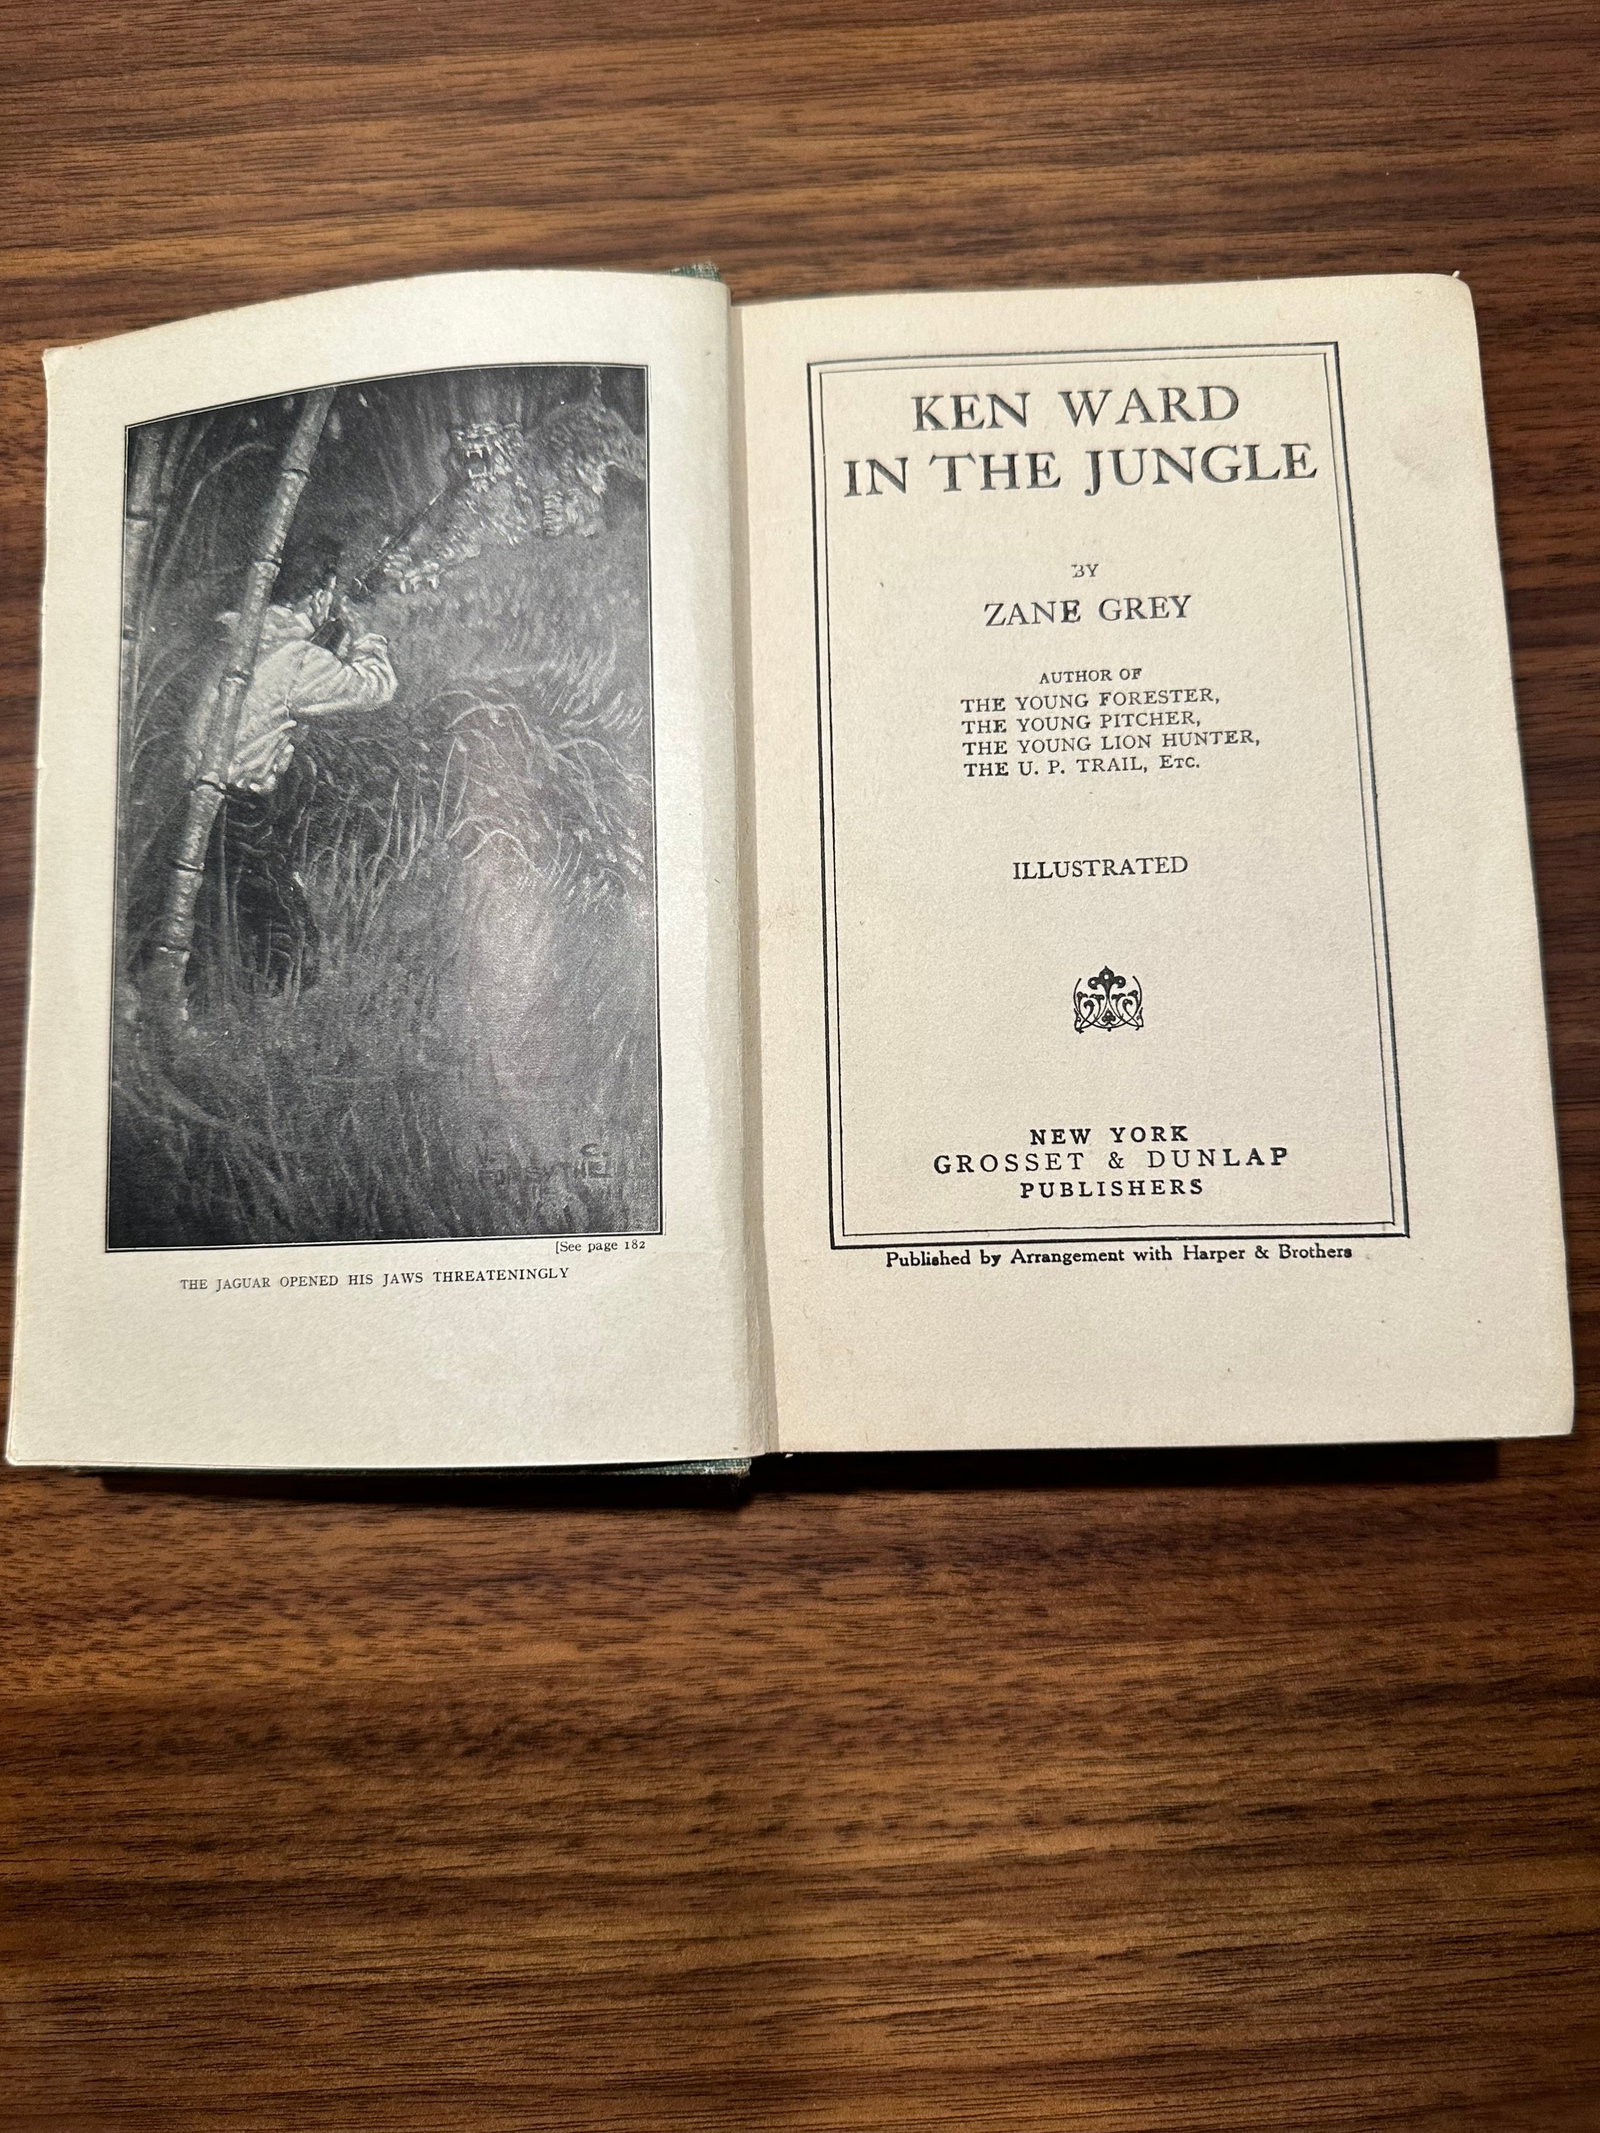 [See page 182
THE JAGUAR OPENED HIS JAWS THREATENINGLY
KEN WARD
IN THE JUNGLE
BY
ZANE GREY
AUTHOR OF
THE YOUNG FORESTER,
THE YOUNG PITCHER,
THE YOUNG LION HUNTER,
THE U. P. TRAIL, ETC.
ILLUSTRATED
NEW YORK
GROSSET & DUNLAP
PUBLISHERS
Published by Arrangement with Harper & Brothers